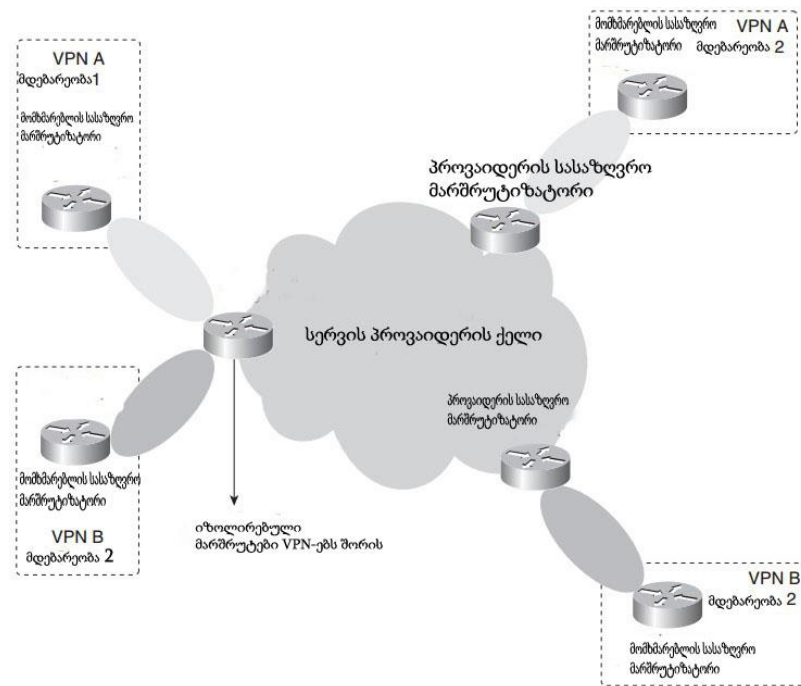 VPN A
მდებარეობა1
მომხმარებლის სასაზღვრო
მარშრუტიზატორი
მომხმარებლის სასაზღვრო
მარშრუტიზატორი
VPN A
მდებარეობა 2
პროვაიდერის სასაზღვრო
მარშრუტიზატორი
სერვის პროვაიდერის ქელი
პროვაიდერის სასაზღვრო
მარშრუტიზატორი
მომხმარებლის სასაზღვრო
მარშრუტიზატორი
VPN B
მდებარეობა 2
იზოლირებული
მარშრუტები VPN-ებს შორის
VPN B
მდებარეობა 2
მომხმარებლის სასაზღვრო
მარშრუტიზატორი